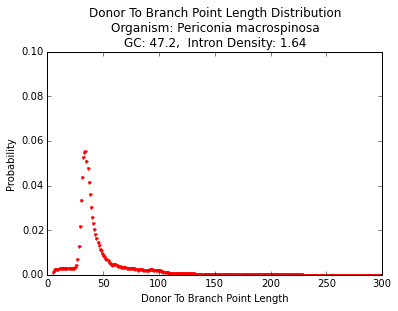 Donor To Branch Point Length Distribution
Organism: Periconia macrospinosa
GC: 47.2,  Intron Density: 1.64
0.10
0.08
0.06
0.04
0.02
0.00
Probability
0 50 100 150 200 250 300
Donor To Branch Point Length